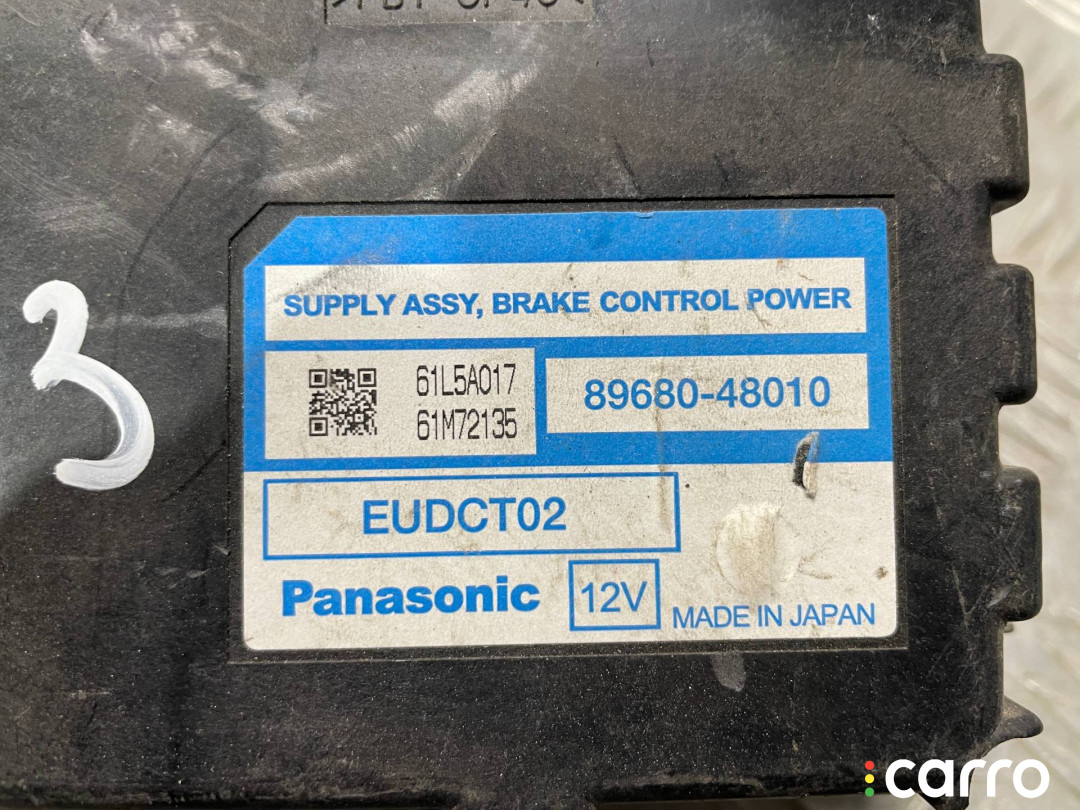 SUPPLY ASSY, BRAKE CONTROL POWER
61L5A017
61M72135
89680-48010
EUDCT02
Panasonic
12V
MADE IN JAPAN
3
carro